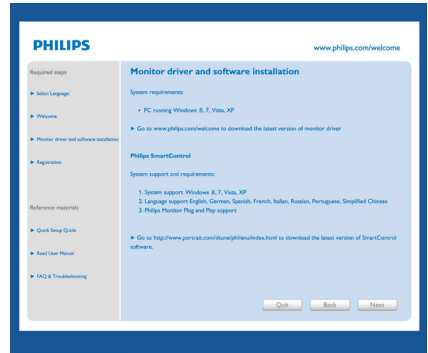 PHILIPS
www.philips.com/welcome
Required steps
► Select Language:
► Welcome
► Monitor driver and software installation
► Registration
Reference materials
► Quick Setup Guide
► Read User Manual
► FAQ & Troubleshooting
Monitor driver and software installation
System requirements:
• PC running Windows 8, 7, Vista, XP
► Go to www.philips.com/welcome to download the latest version of monitor driver
Philips SmartControl
System support and requirements:
1. System support Windows 8, 7, Vista, XP
2. Language support English, German, Spanish, French, Italian, Russian, Portuguese, Simplified Chinese
3. Philips Monitor Plug and Play support
► Go to http://www.portrait.com/dtune/phl/enu/index.html to download the latest version of SmartControl
software.
Quit
Back
Next